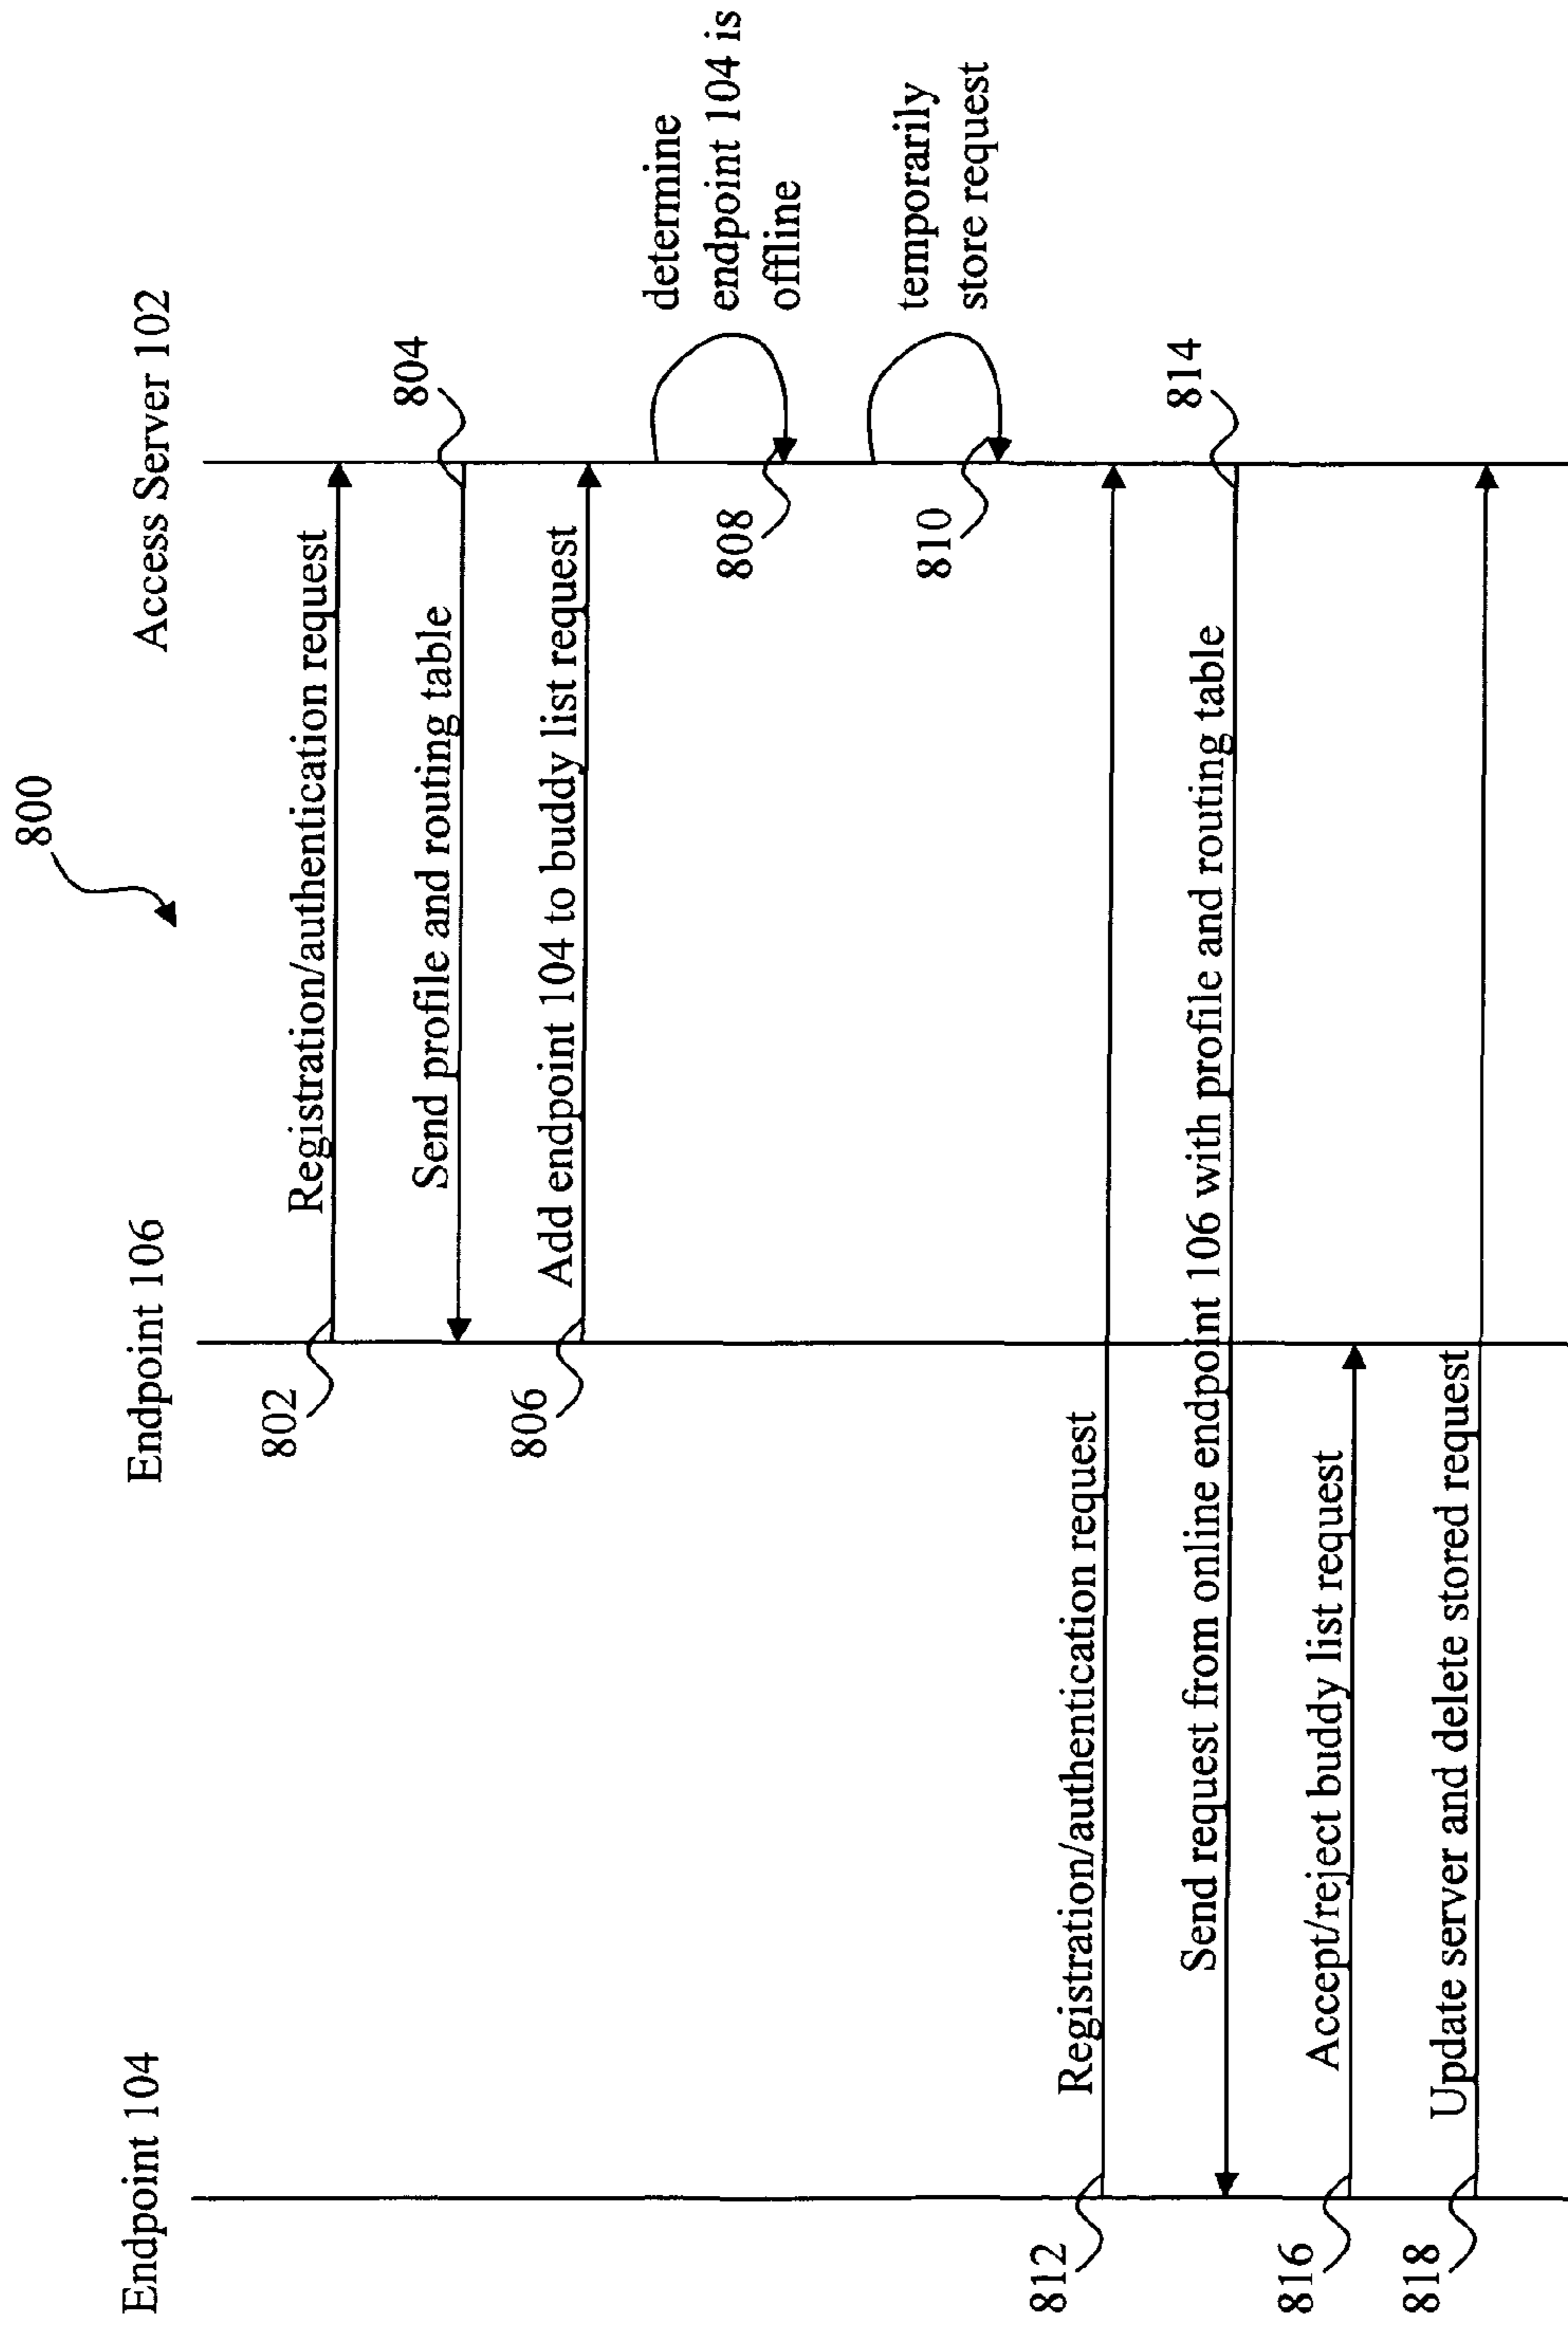 800
Endpoint 104
Endpoint 106
Access Server 102
802
Registration/authentication request
804
Send profile and routing table
806
Add endpoint 104 to buddy list request
determine
endpoint 104 is
offline
808
temporarily
store request
810
812
Registration/authentication request
814
Send request from online endpoint 106 with profile and routing table
816
Accept/reject buddy list request
818
Update server and delete stored request